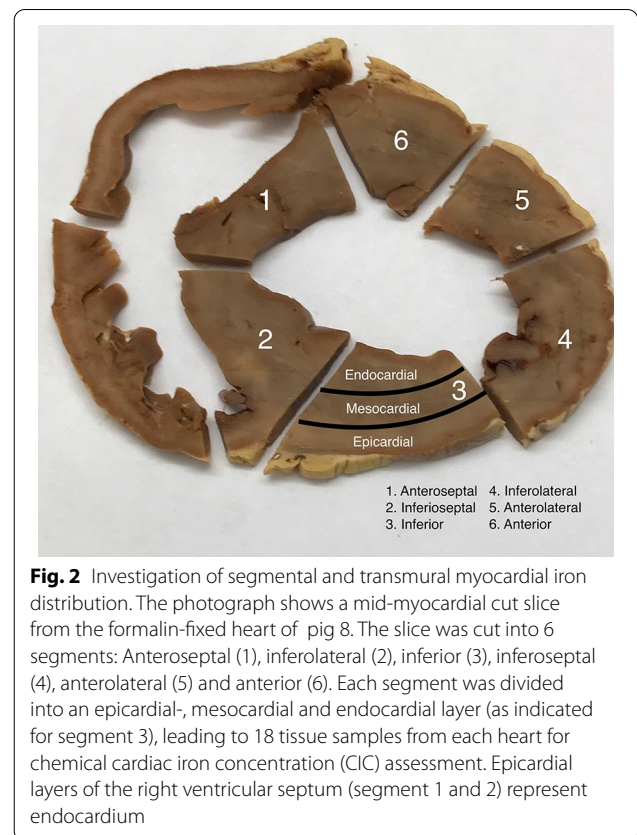 6
1
5
2
4
Endocardial
3
Mesocardial
Epicardial
1. Anteroseptal 4. Inferolateral
2. Inferioseptal 5. Anterolateral
3. Inferior 6. Anterior
Fig. 2 Investigation of segmental and transmural myocardial iron
distribution. The photograph shows a mid-myocardial cut slice
from the formalin-fixed heart of pig 8. The slice was cut into 6
segments: Anteroseptal (1), inferolateral (2), inferior (3), inferoseptal
(4), anterolateral (5) and anterior (6). Each segment was divided
into an epicardial-, mesocardial and endocardial layer (as indicated
for segment 3), leading to 18 tissue samples from each heart for
chemical cardiac iron concentration (CIC) assessment. Epicardial
layers of the right ventricular septum (segment 1 and 2) represent
endocardium